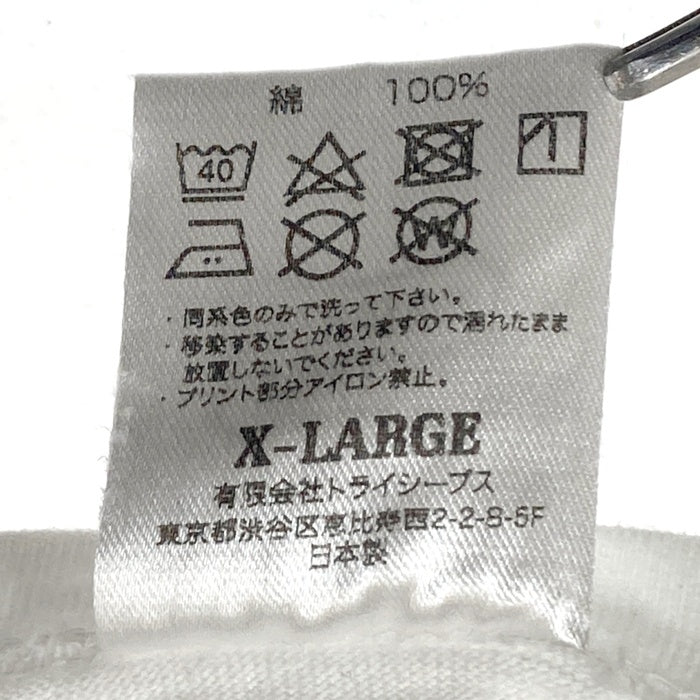 綿 100%
40
W
・同系色のみで洗って下さい。
・移染することがありますので濡れたまま
放置しないでください。
・プリント部分アイロン禁止。
X-LARGE
有限会社トライシープス
東京都渋谷区恵比寿西2-2-8-5F
日本製